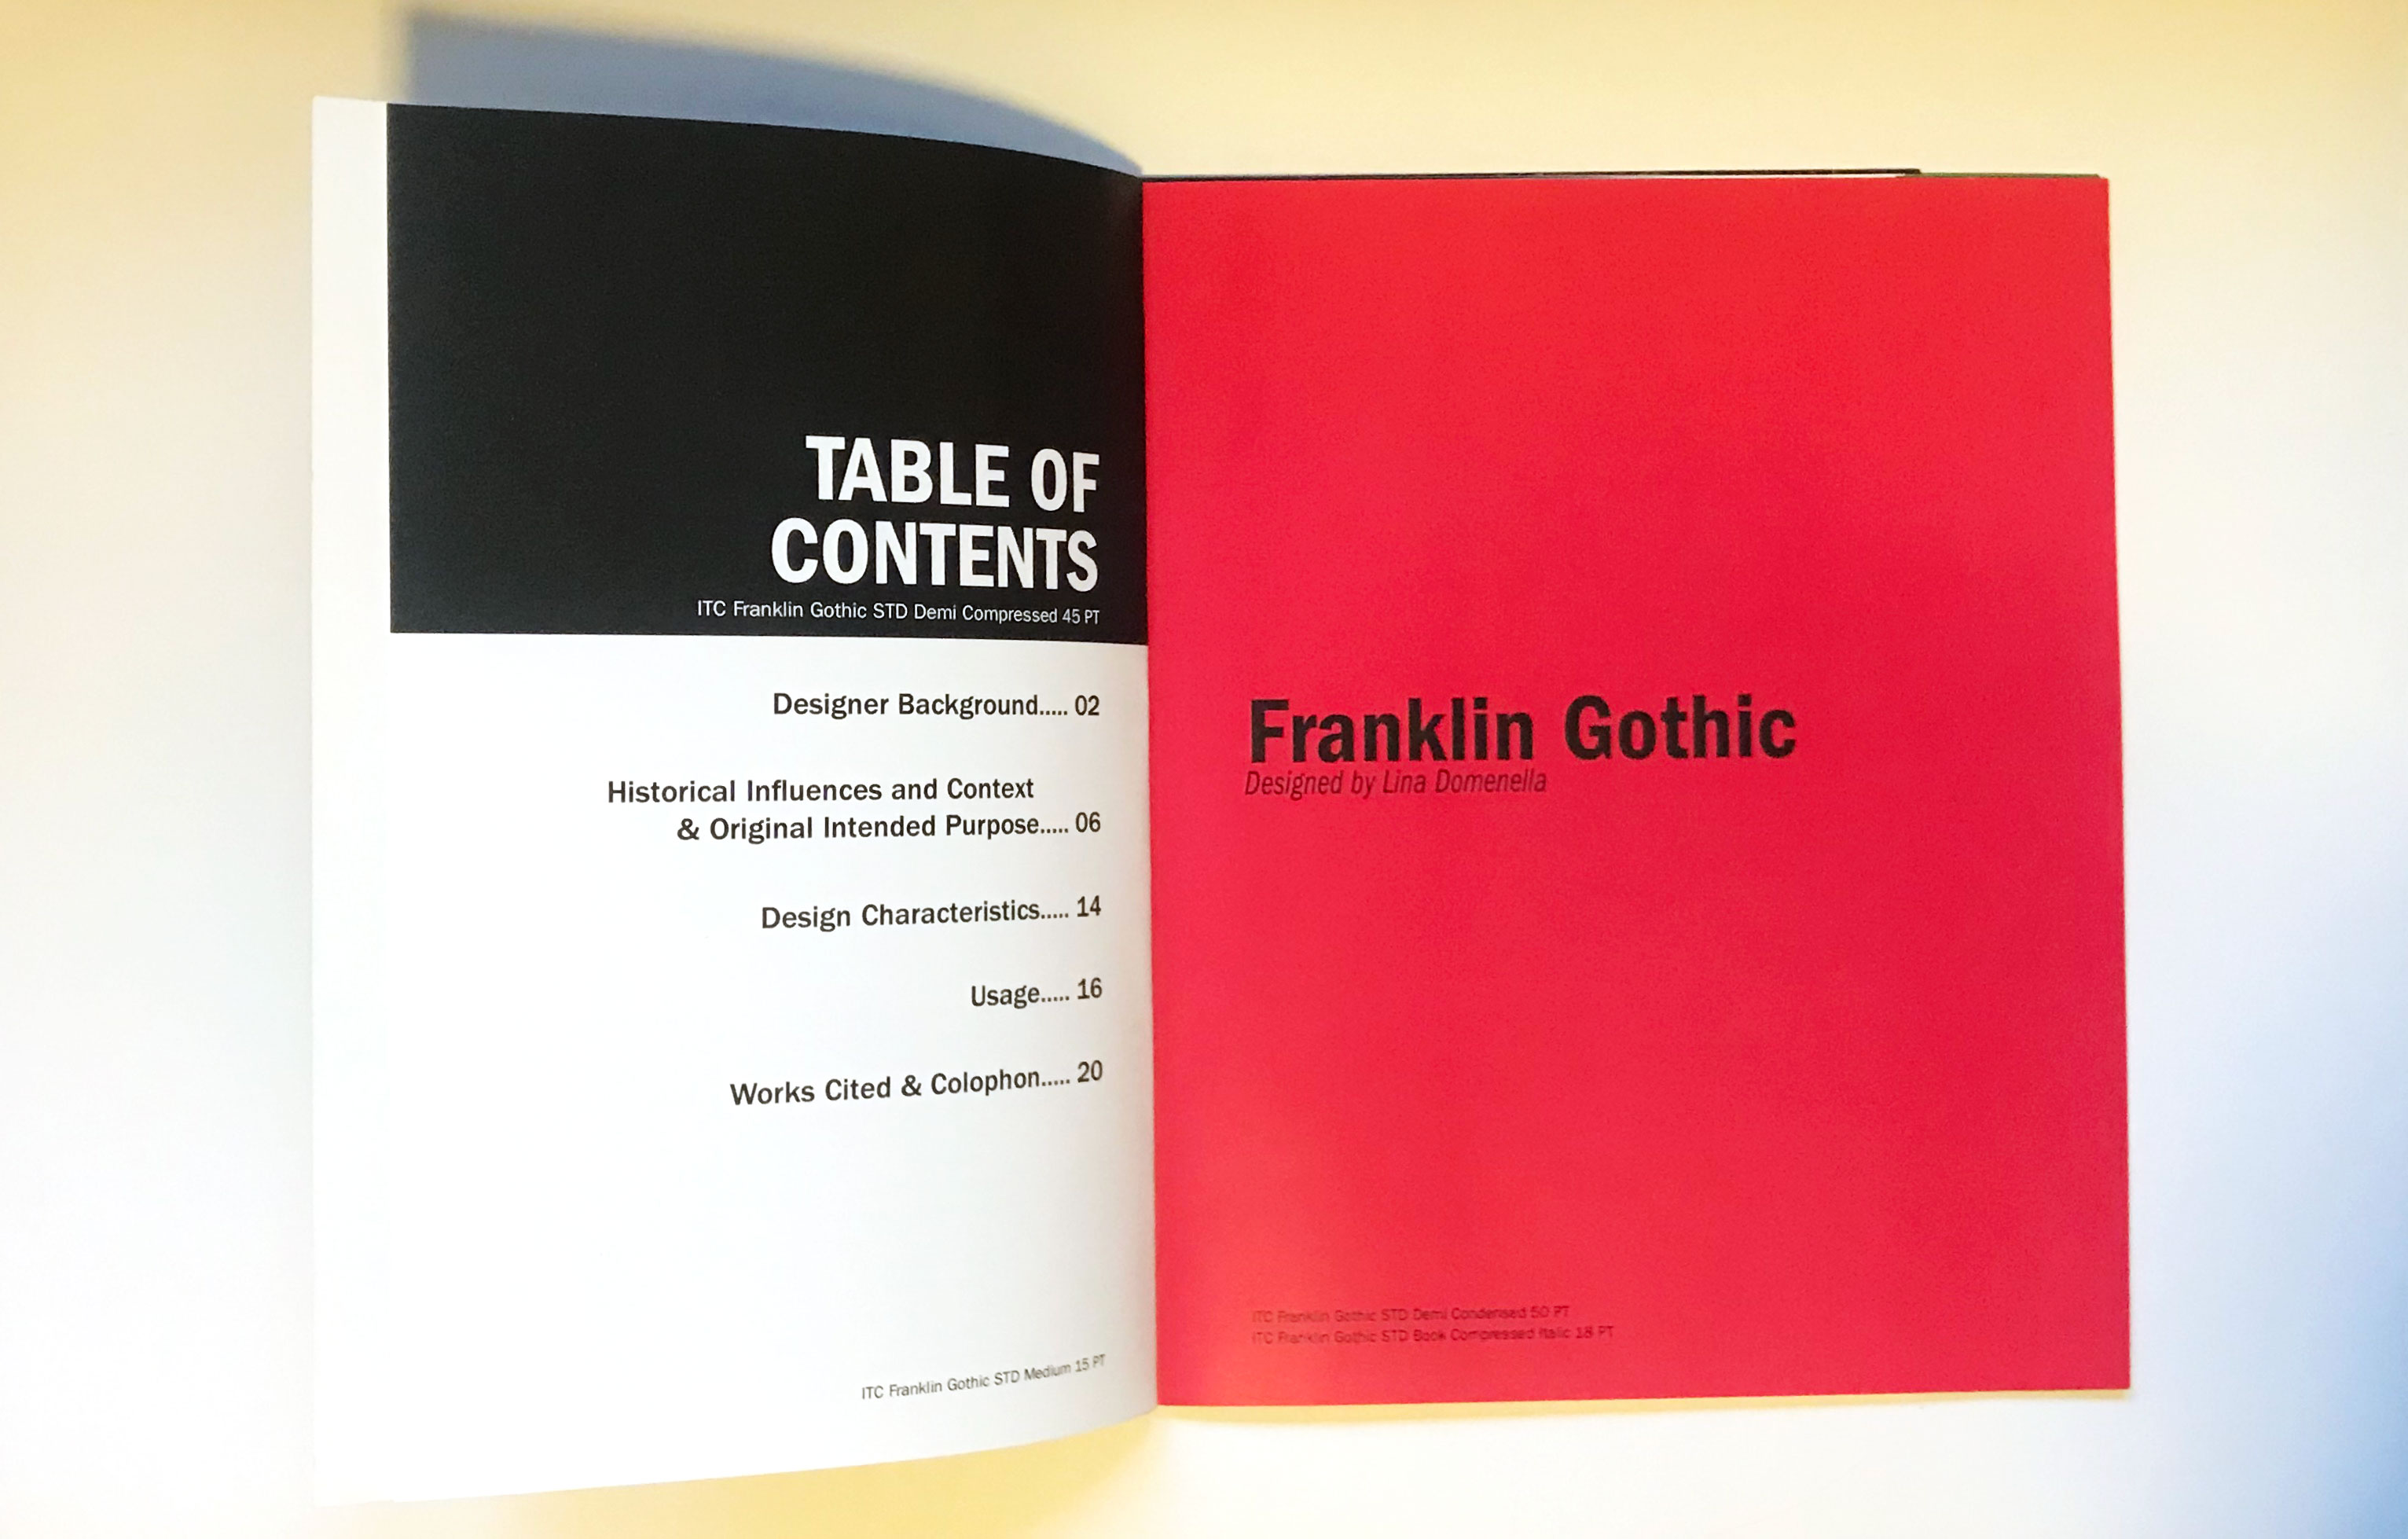 TABLE OF
CONTENTS
ITC Franklin Gothic STD Demi Compressed 45 PT
Designer Background..... 02
Historical Influences and Context
& Original Intended Purpose..... 06
Design Characteristics..... 14
Usage..... 16
Works Cited & Colophon..... 20
ITC Franklin Gothic STD Medium 15 PT
Franklin Gothic
Designed by Lina Domenella
ITC Franklin Gothic STD Demi Condensed 50 PT
ITC Franklin Gothic STD Book Compressed Italic 18 PT